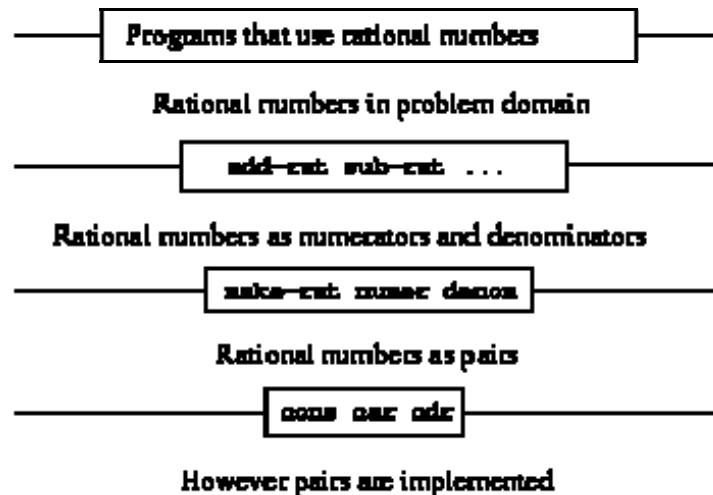 Programs that use rational numbers
Rational numbers in problem domain
add-rat sub-rat ...
Rational numbers as numerators and denominators
make-rat numer denom
Rational numbers as pairs
cons car cdr
However pairs are implemented